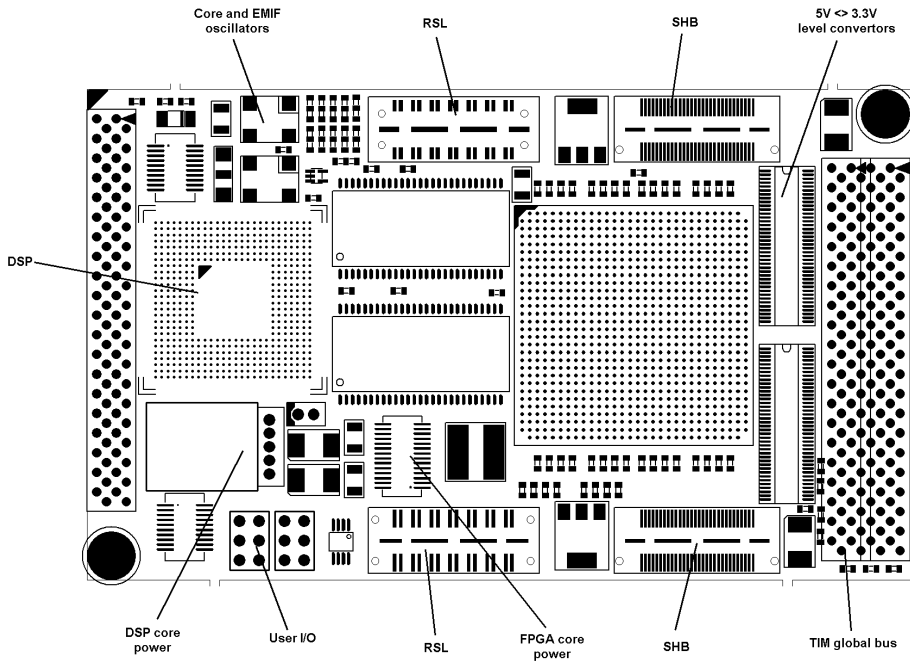 Core and EMIF
oscillators
RSL
SHB
5V <> 3.3V
level convertors
DSP
DSP core
power
User I/O
RSL
FPGA core
power
SHB
TIM global bus